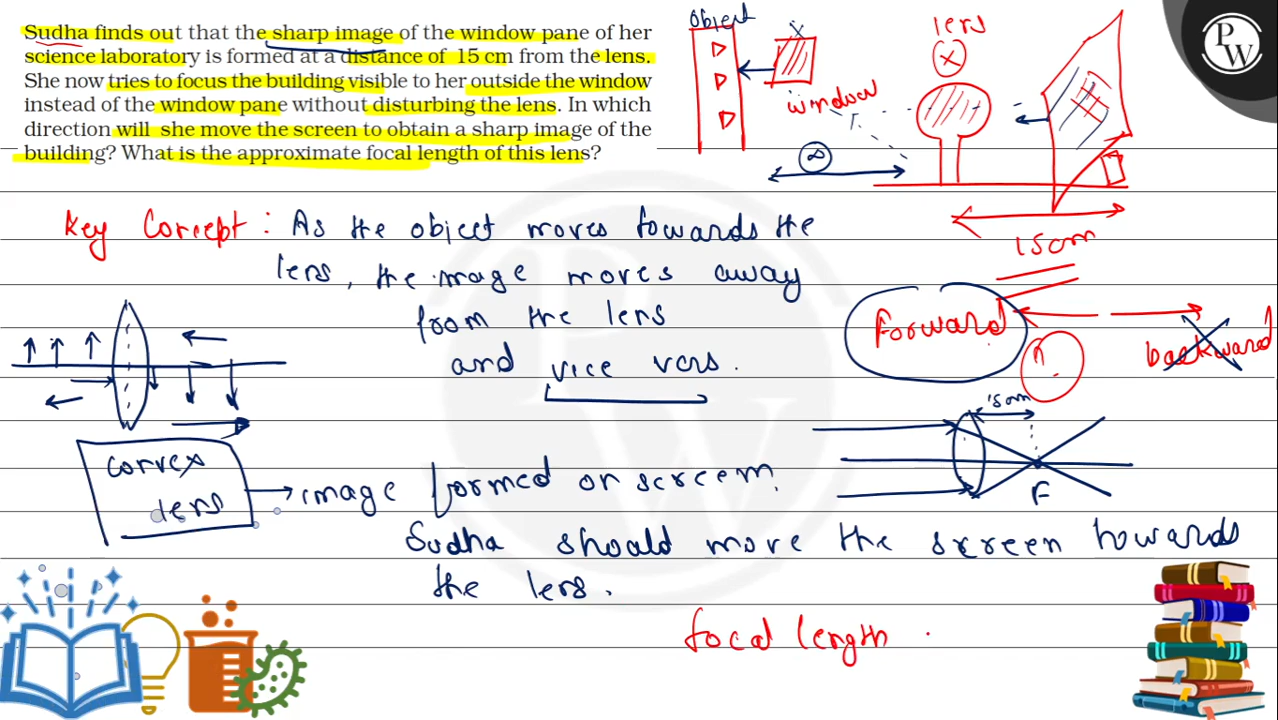 Sudha finds out that the sharp image of the window pane of her
science laboratory is formed at a distance of 15 cm from the lens.
She now tries to focus the building visible to her outside the window
instead of the window pane without disturbing the lens. In which
direction will she move the screen to obtain a sharp image of the
building? What is the approximate focal length of this lens?
object
x
window
∞
lens
x
15cm
PW
Key Concept : As the object moves towards the
lens, the image moves away
from the lens
and vice vers.
forward
backward
15cm
F
convex
lens
image formed on screem.
Sudha should move the screen towards
the lens.
focal length